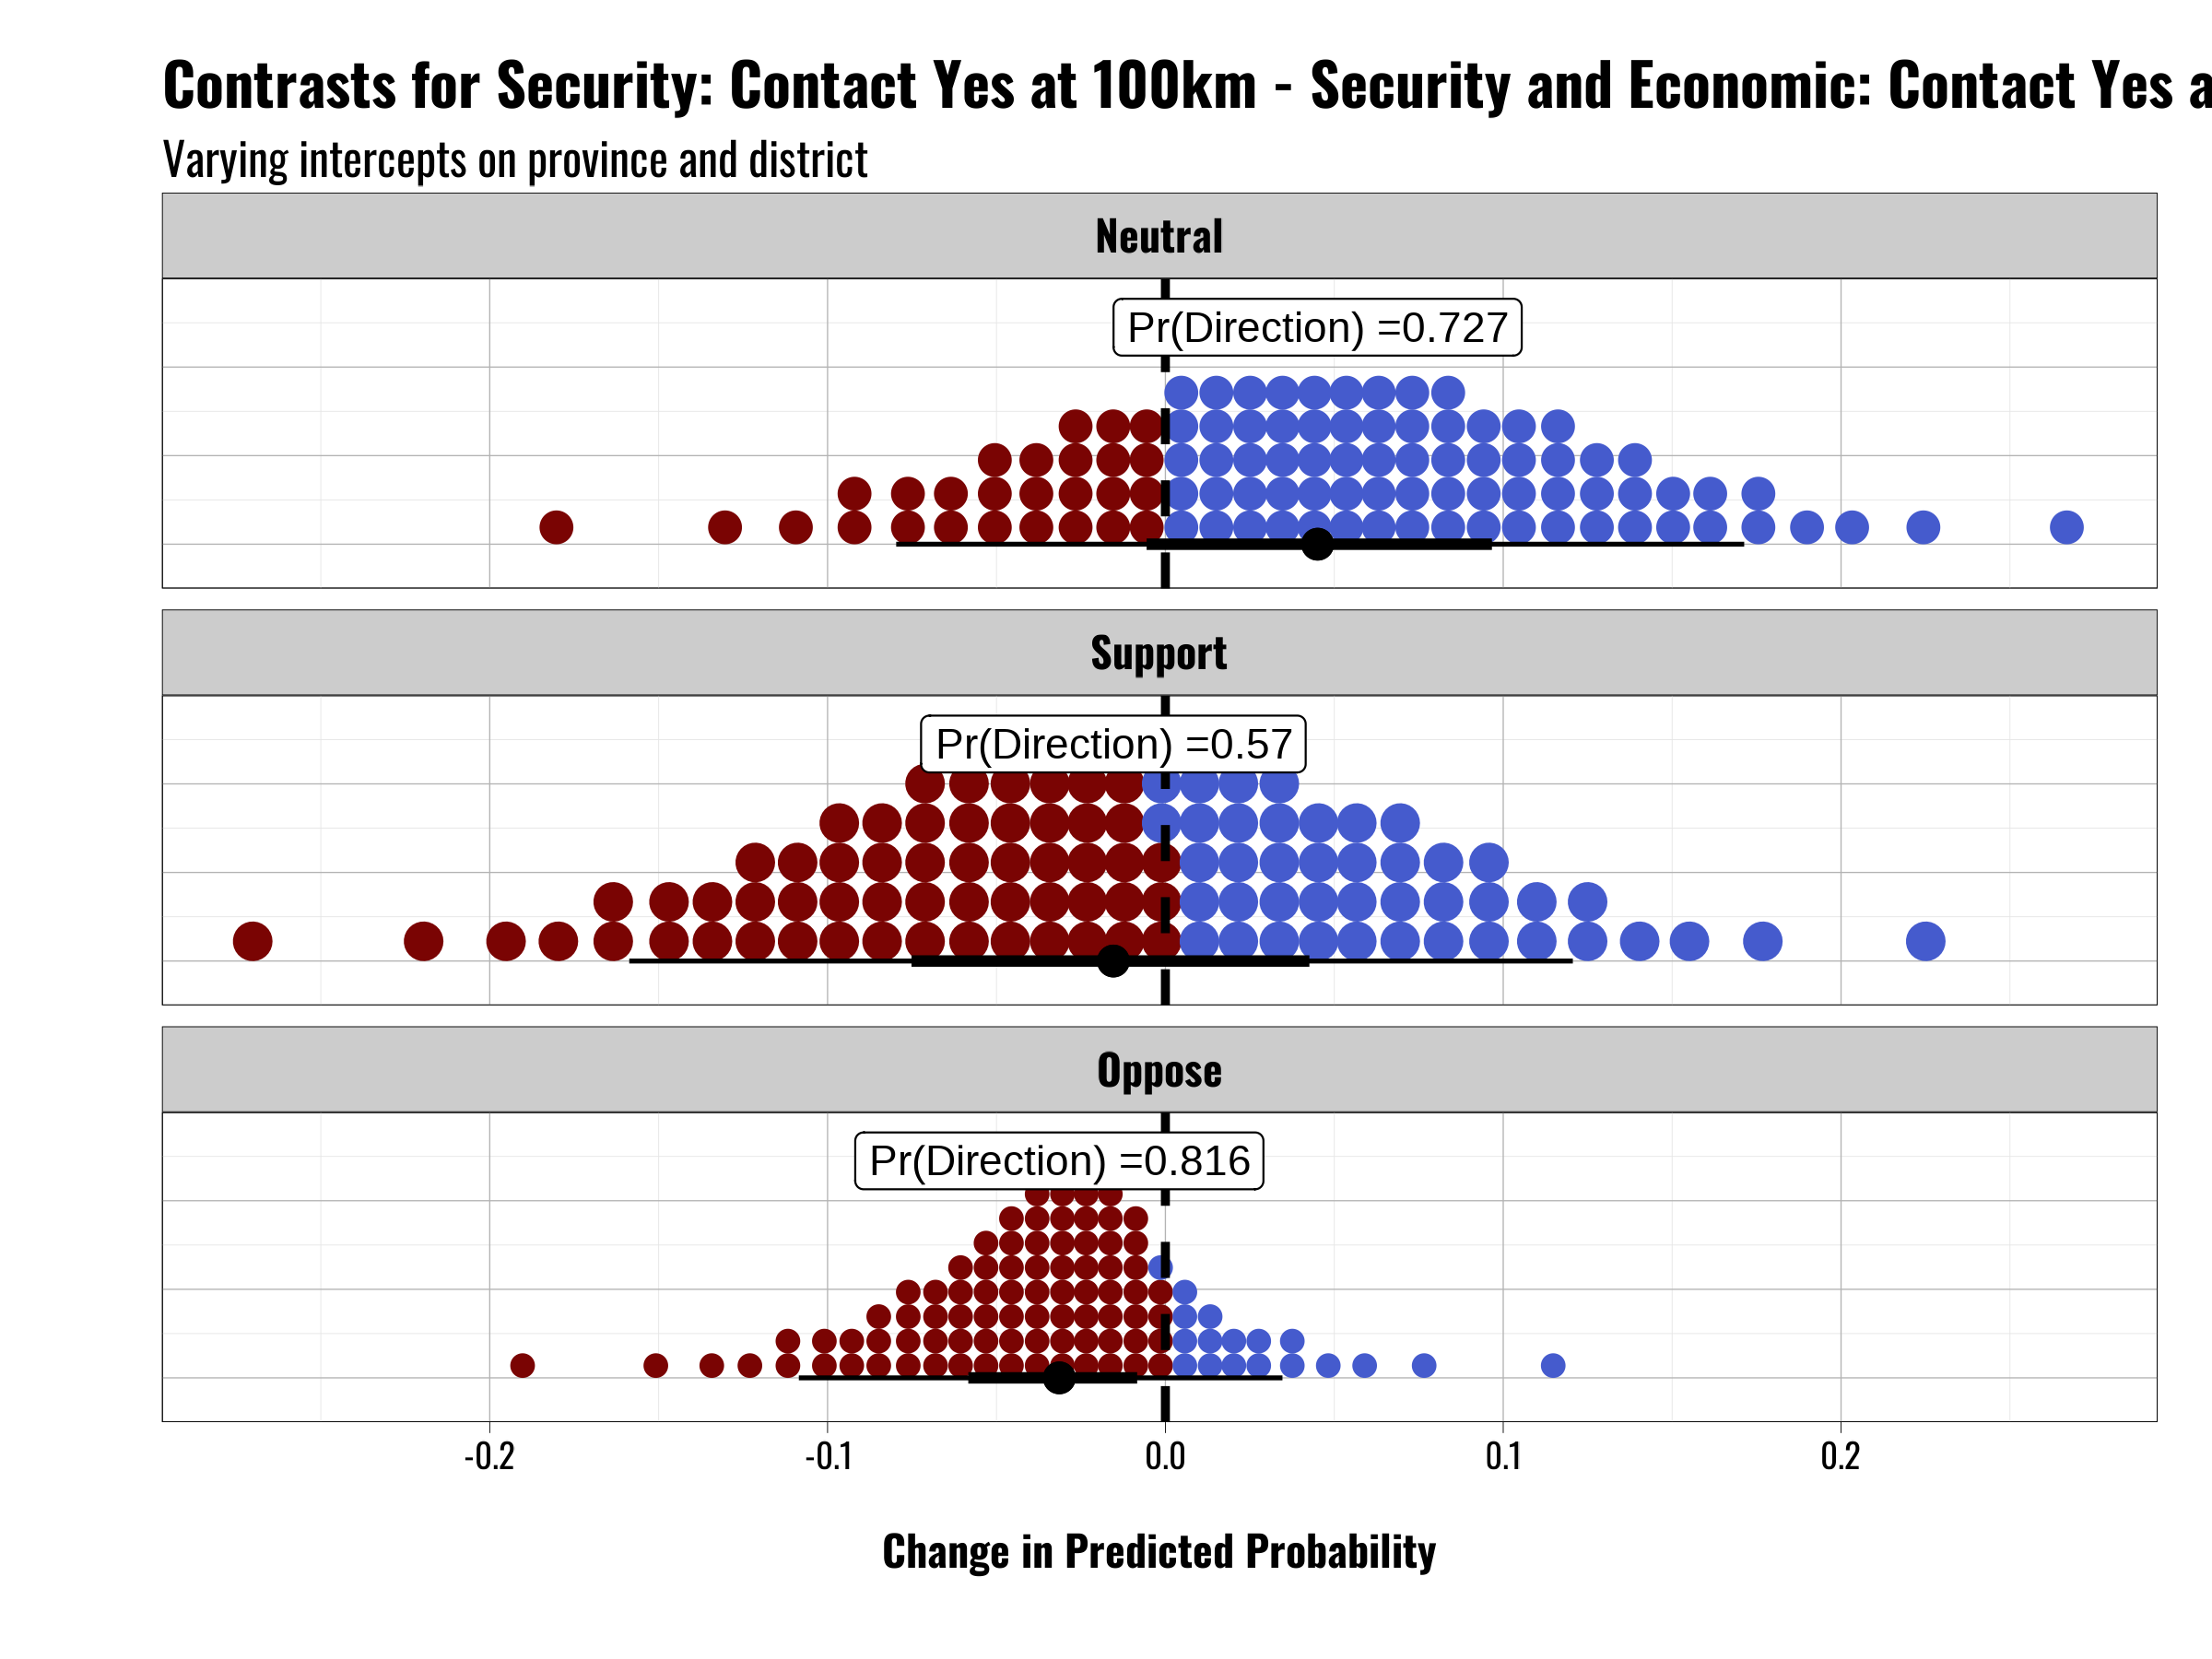 Contrasts for Security: Contact Yes at 100km - Security and Economic: Contact Yes a
Varying intercepts on province and district
Neutral
Pr(Direction) =0.727
Support
Pr(Direction) =0.57
Oppose
Pr(Direction) =0.816
-0.2 -0.1 0.0 0.1 0.2
Change in Predicted Probability